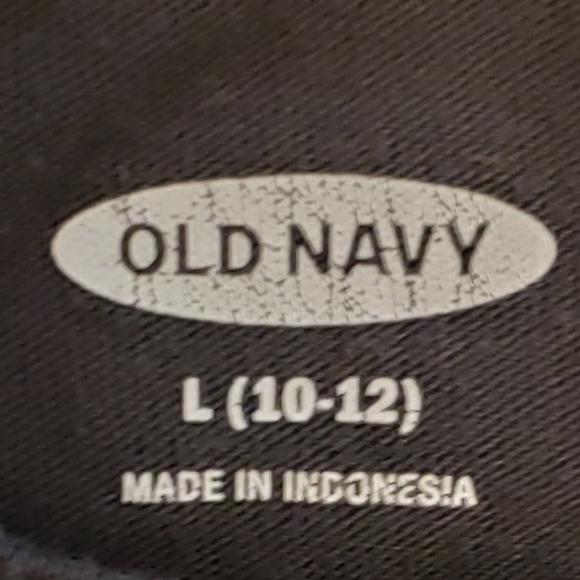 OLD NAVY
L (10-12)
MADE IN INDONESIA